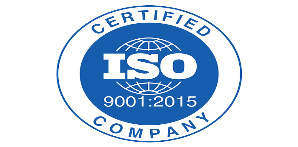 CERTIFIED
ISO
9001:2015
COMPANY